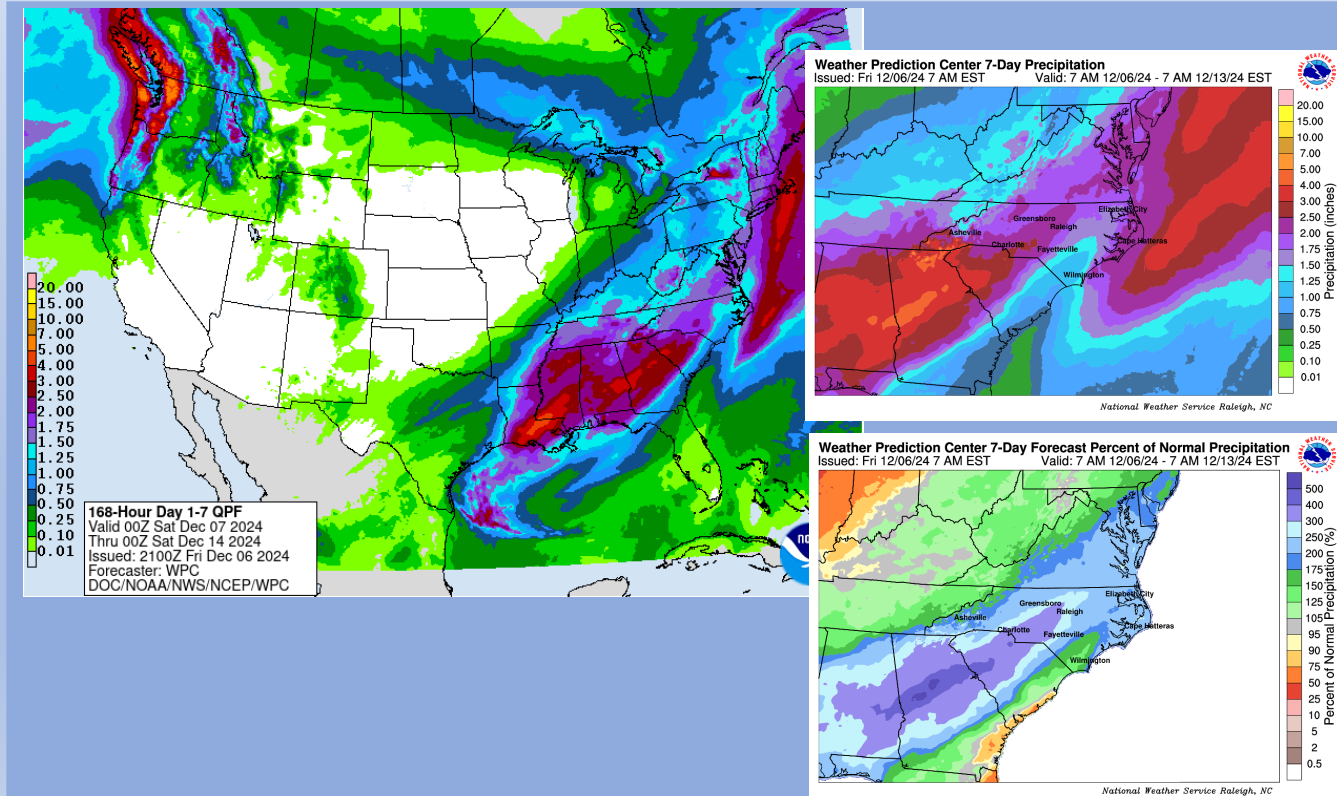 20.00
15.00
10.00
7.00
5.00
4.00
3.00
2.50
2.00
1.75
1.50
1.25
1.00
0.75
0.50
0.25
0.10
0.01
168-Hour Day 1-7 QPF
Valid 00Z Sat Dec 07 2024
Thru 00Z Sat Dec 14 2024
Issued: 2100Z Fri Dec 06 2024
Forecaster: WPC
DOC/NOAA/NWS/NCEP/WPC
Weather Prediction Center 7-Day Precipitation
Issued: Fri 12/06/24 7 AM EST Valid: 7 AM 12/06/24 - 7 AM 12/13/24 EST
Elizabeth City
Greensboro
Raleigh
Asheville
Cape Hatteras
Charlotte
Fayetteville
Wilmington
20.00
15.00
10.00
7.00
5.00
4.00
3.00
2.50
2.00
1.75
1.50
1.25
1.00
0.75
0.50
0.25
0.10
0.01
Precipitation (inches)
National Weather Service Raleigh, NC
Weather Prediction Center 7-Day Forecast Percent of Normal Precipitation
Issued: Fri 12/06/24 7 AM EST Valid: 7 AM 12/06/24 - 7 AM 12/13/24 EST
Elizabeth City
Greensboro
Raleigh
Asheville
Cape Hatteras
Charlotte
Fayetteville
Wilmington
500
400
300
250
200
175
150
125
105
95
90
75
50
25
10
5
2
0.5
Percent of Normal Precipitation (%)
National Weather Service Raleigh, NC